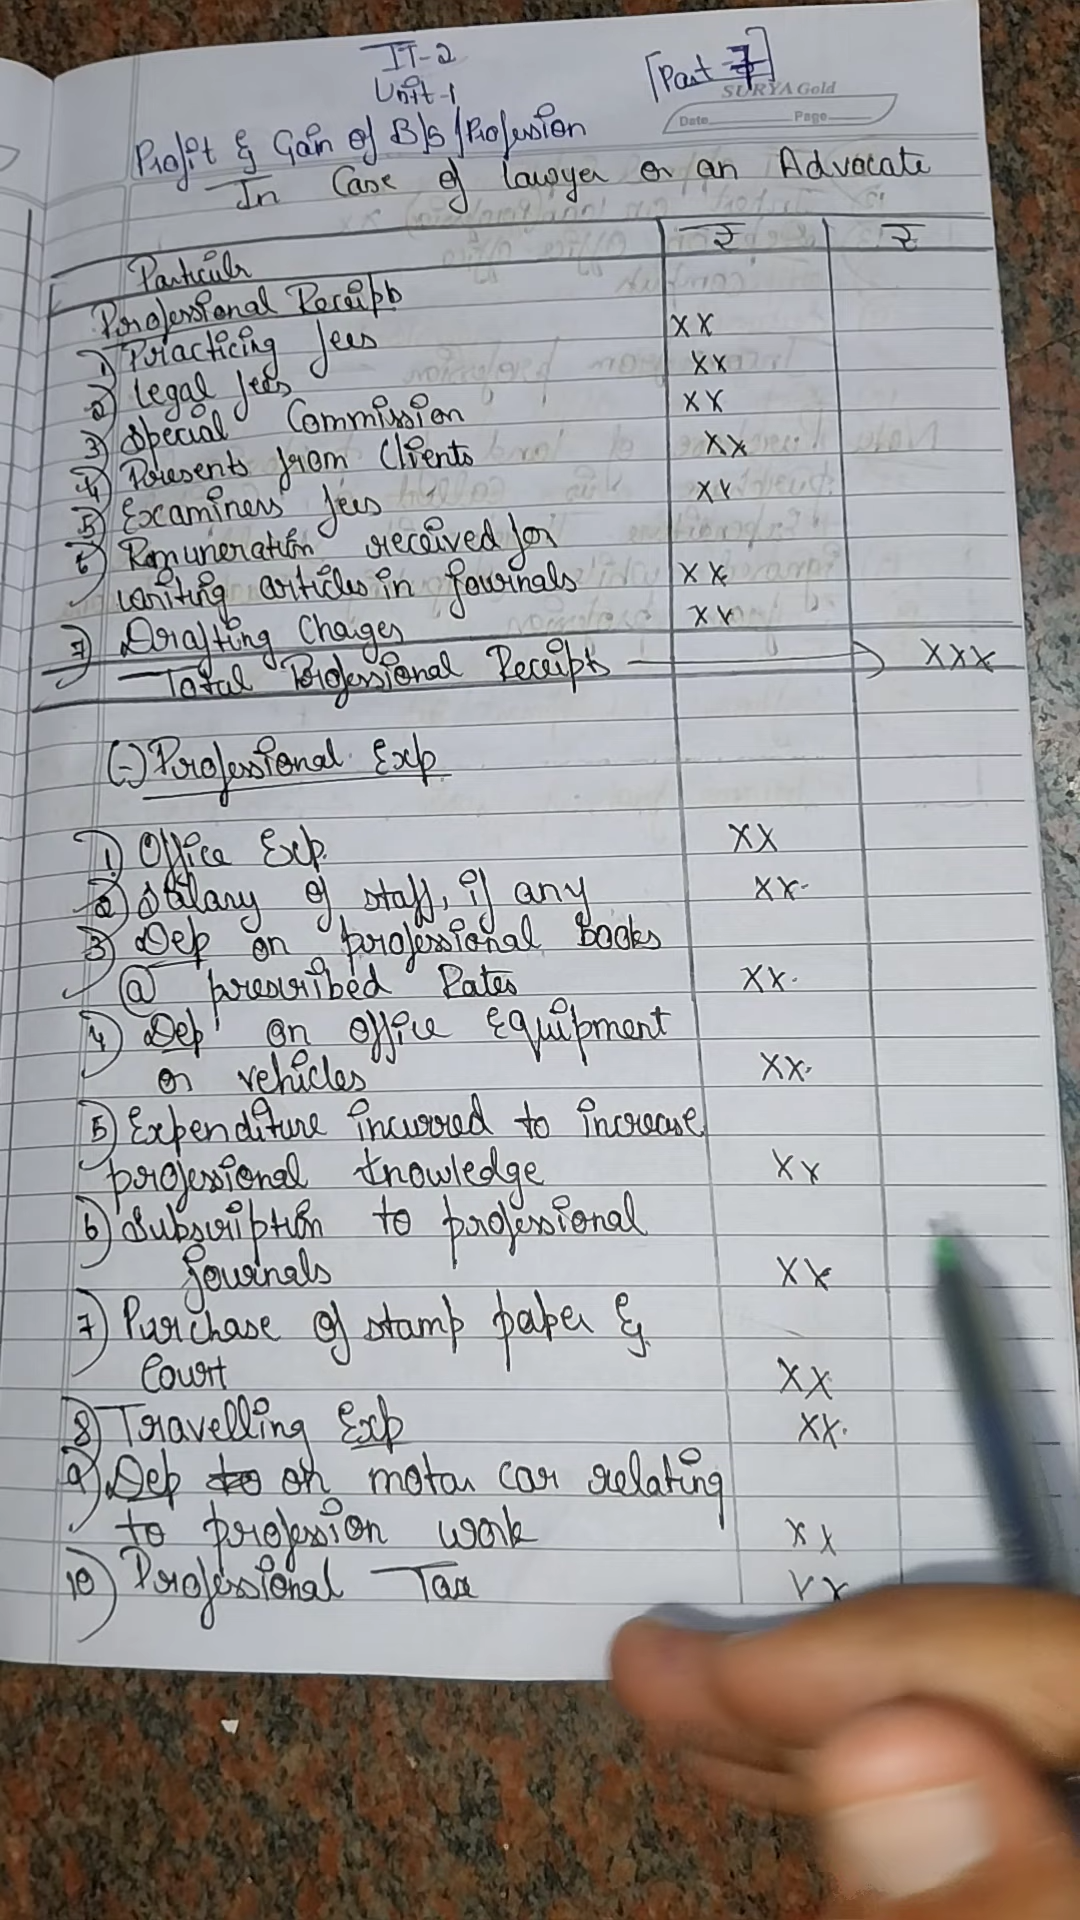 IT-2
[Part-7]
Unit-1
SURYA Gold
Date Page
Profit & Gain of B/s/Profession
In Case of lawyer or an Advocate
Particulr ₹ ₹
Professional Receipts
1) Practicing fees XX
2) legal fees XX
3) Special Commission XX
4) Presents from Clients XX
5) Examiners fees XX
6) Remuneration received for
writing articles in Journals XX
7) Drafting Chages XX
Total Professional Receipts → XXX
(-) Professional Exp
1) Office Exp. XX
2) Salary of staff, if any XX.
3) Dep on professional books
@ prescribed Rates XX.
4) Dep on office Equipment
or vehicles XX.
5) Expenditure incurred to increase
professional knowledge XX
6) Subscription to professional
Journals XX
7) Purchase of stamp paper &
Court XX
8) Travelling Exp XX.
9) Dep on motor car relating
to profession work XX
10) Professional Tax XX